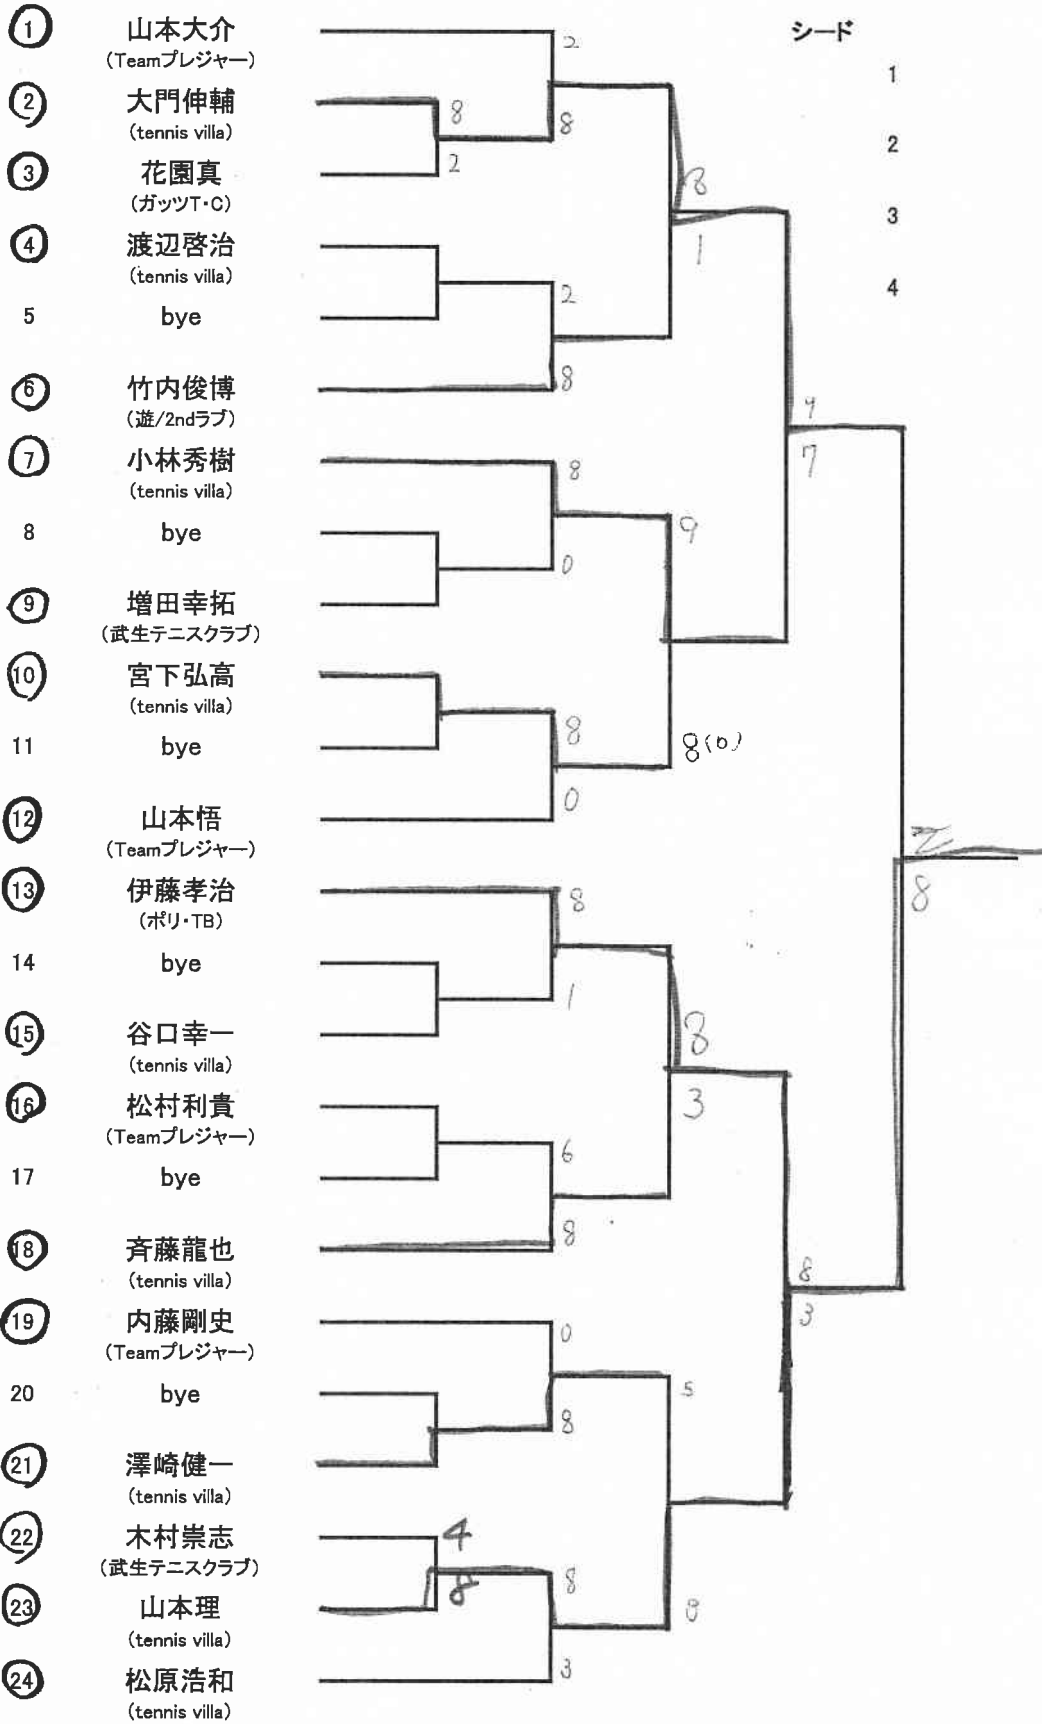 シード
1
2
3
4
1 山本大介
(Teamプレジャー)
2 大門伸輔
(tennis villa)
3 花園真
(ガッツT・C)
4 渡辺啓治
(tennis villa)
5 bye
6 竹内俊博
(遊/2ndラブ)
7 小林秀樹
(tennis villa)
8 bye
9 増田幸拓
(武生テニスクラブ)
10 宮下弘高
(tennis villa)
11 bye
12 山本悟
(Teamプレジャー)
13 伊藤孝治
(ポリ・TB)
14 bye
15 谷口幸一
(tennis villa)
16 松村利貴
(Teamプレジャー)
17 bye
18 斉藤龍也
(tennis villa)
19 内藤剛史
(Teamプレジャー)
20 bye
21 澤崎健一
(tennis villa)
22 木村崇志
(武生テニスクラブ)
23 山本理
(tennis villa)
24 松原浩和
(tennis villa)
8
2
4
8
2
8
2
8
8
0
8
0
8
1
6
8
0
8
8
3
8
1
9
8(0)
8
3
5
7
8
3
2
8